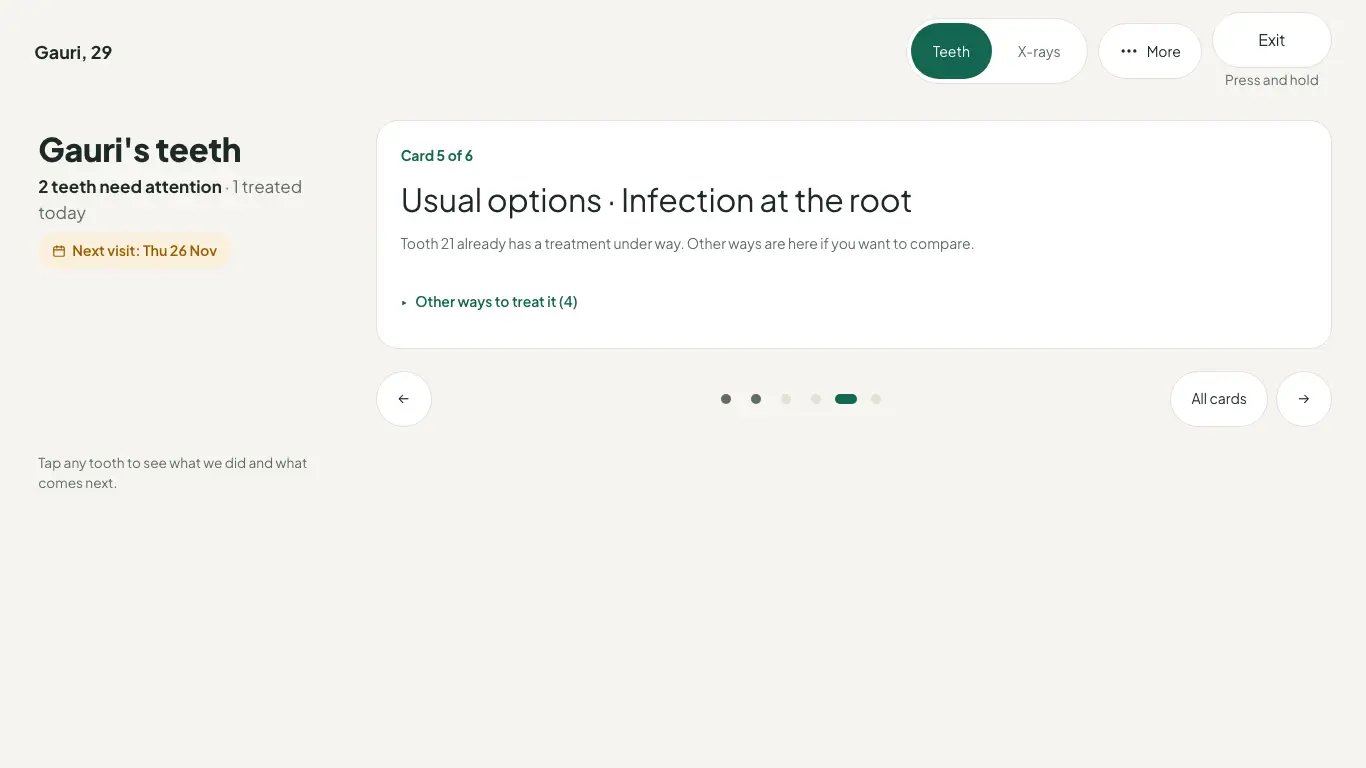 Gauri, 29
Teeth
X-rays
••• More
Exit
Press and hold
Gauri's teeth
2 teeth need attention · 1 treated
today
Next visit: Thu 26 Nov
Card 5 of 6
Usual options · Infection at the root
Tooth 21 already has a treatment under way. Other ways are here if you want to compare.
▸ Other ways to treat it (4)
←
All cards
→
Tap any tooth to see what we did and what
comes next.